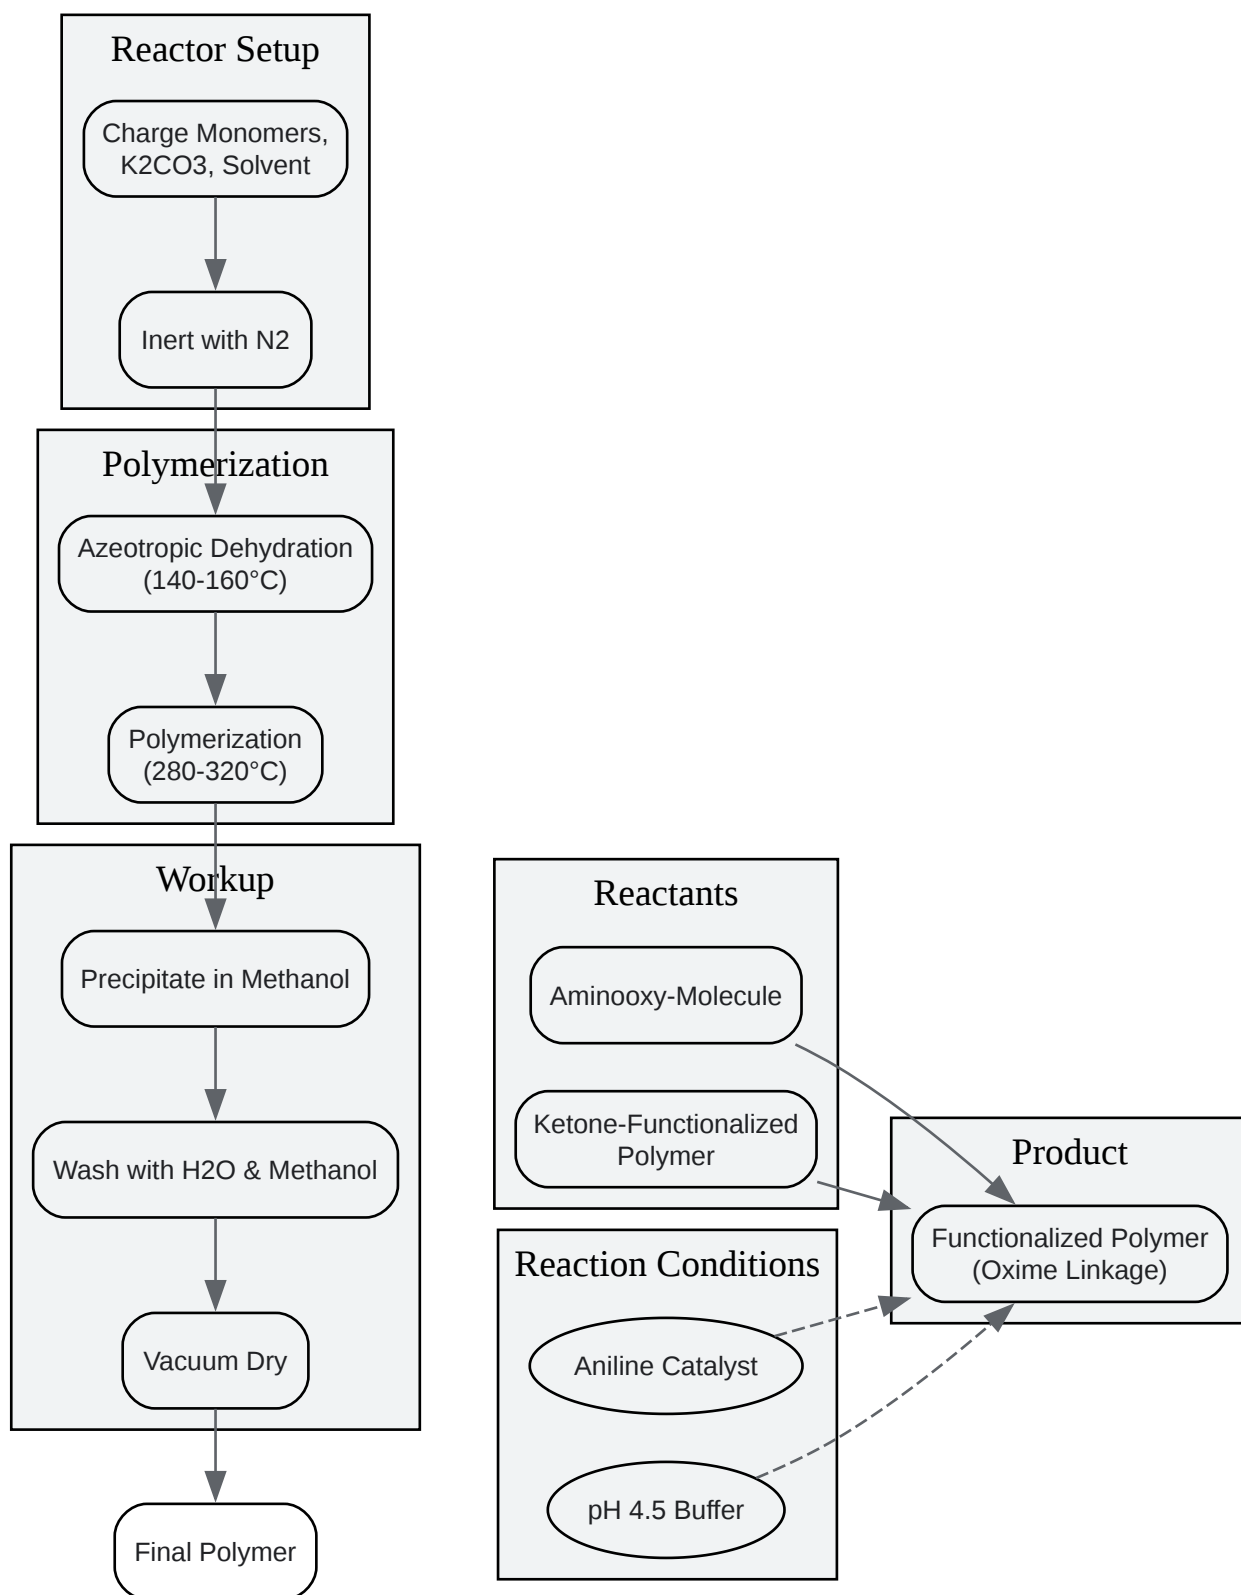 Reactor Setup
Charge Monomers,
K2CO3, Solvent
Inert with N2
Polymerization
Azeotropic Dehydration
(140-160°C)
Polymerization
(280-320°C)
Workup
Precipitate in Methanol
Wash with H2O & Methanol
Vacuum Dry
Final Polymer
Reactants
Aminooxy-Molecule
Ketone-Functionalized
Polymer
Reaction Conditions
Aniline Catalyst
pH 4.5 Buffer
Product
Functionalized Polymer
(Oxime Linkage)